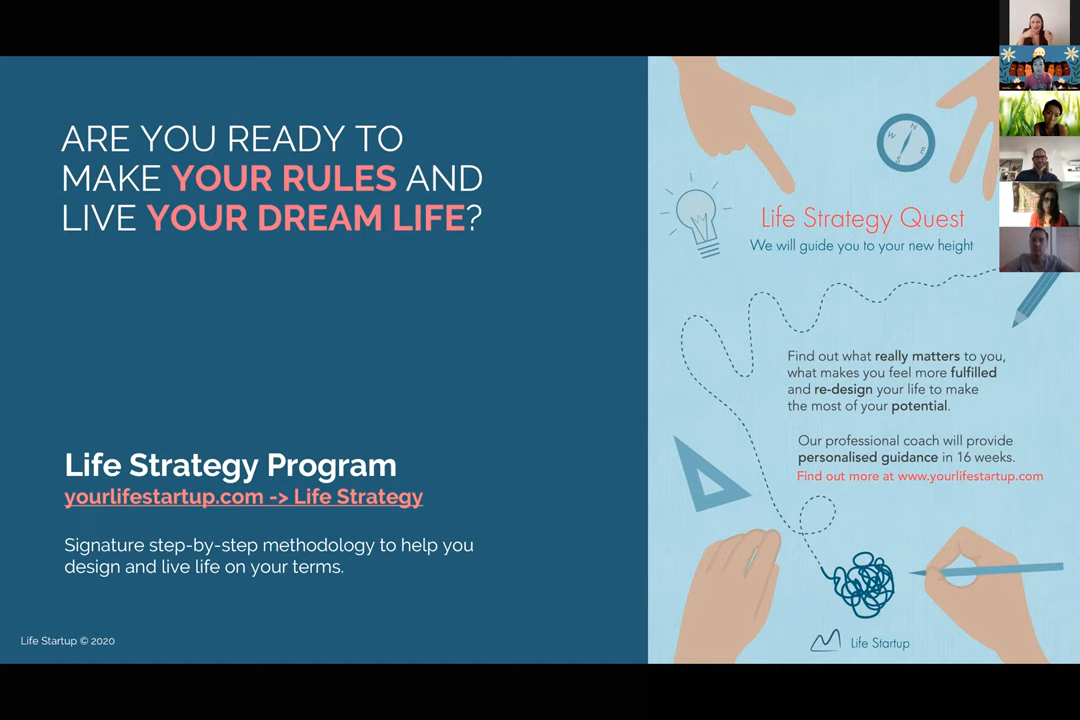 ARE YOU READY TO
MAKE YOUR RULES AND
LIVE YOUR DREAM LIFE?
Life Strategy Program
yourlifestartup.com -> Life Strategy
Signature step-by-step methodology to help you
design and live life on your terms.
Life Startup © 2020
N
W
E
S
Life Strategy Quest
We will guide you to your new height
Find out what really matters to you,
what makes you feel more fulfilled
and re-design your life to make
the most of your potential.
Our professional coach will provide
personalised guidance in 16 weeks.
Find out more at www.yourlifestartup.com
Life Startup